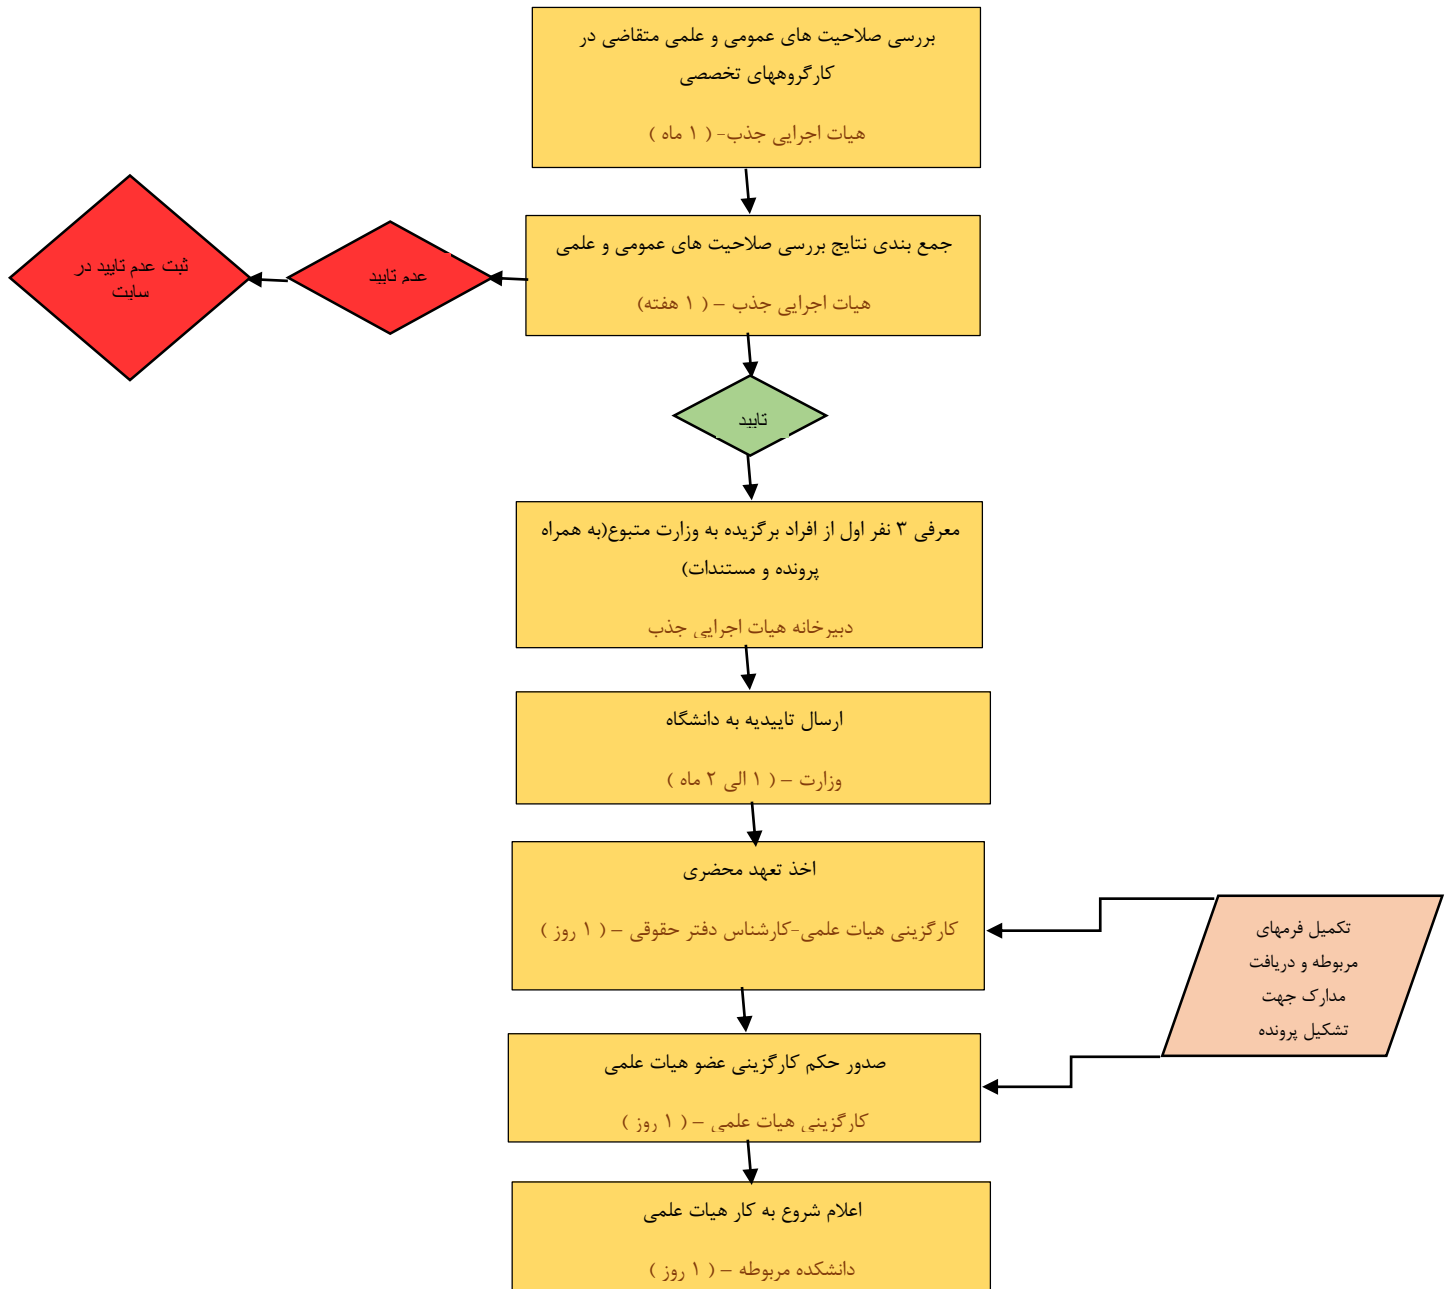 بررسی صلاحیت های عمومی و علمی متقاضی در
کارگروههای تخصصی
هیات اجرایی جذب- ( ۱ ماه )
جمع بندی نتایج بررسی صلاحیت های عمومی و علمی
هیات اجرایی جذب – ( ۱ هفته)
عدم تایید
ثبت عدم تایید در
سایت
تایید
معرفی ۳ نفر اول از افراد برگزیده به وزارت متبوع(به همراه
پرونده و مستندات)
دبیرخانه هیات اجرایی جذب
ارسال تاییدیه به دانشگاه
وزارت – ( ۱ الی ۲ ماه )
اخذ تعهد محضری
کارگزینی هیات علمی-کارشناس دفتر حقوقی – ( ۱ روز )
تکمیل فرمهای
مربوطه و دریافت
مدارک جهت
تشکیل پرونده
صدور حکم کارگزینی عضو هیات علمی
کارگزینی هیات علمی – ( ۱ روز )
اعلام شروع به کار هیات علمی
دانشکده مربوطه – ( ۱ روز )